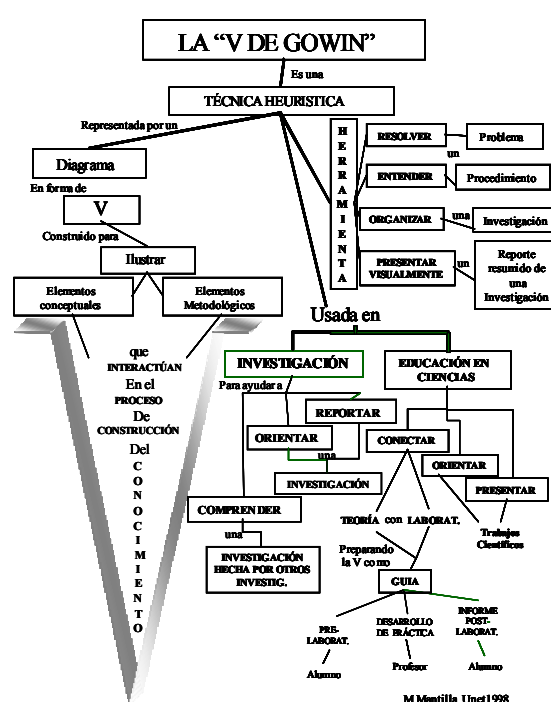 LA “V DE GOWIN”
Es una
TÉCNICA HEURISTICA
Representada por un
Diagrama
En forma de
V
Construido para
Ilustrar
Elementos
conceptuales
Elementos
Metodológicos
que
INTERACTÚAN
En el
PROCESO
De
CONSTRUCCIÓN
Del
C
O
N
O
C
I
M
I
E
N
T
O
H
E
R
R
A
M
I
E
N
T
A
RESOLVER
un
Problema
ENTENDER
Procedimiento
ORGANIZAR
una
Investigación
PRESENTAR
VISUALMENTE
un
Reporte
resumido de
una
Investigación
Usada en
INVESTIGACIÓN
Para ayudar a
REPORTAR
ORIENTAR
una
INVESTIGACIÓN
COMPRENDER
una
INVESTIGACIÓN
HECHA POR OTROS
INVESTIG.
EDUCACIÓN EN
CIENCIAS
CONECTAR
ORIENTAR
PRESENTAR
TEORÍA con LABORAT.
Trabajos
Científicos
Preparando
la V como
GUIA
PRE-
LABORAT.
Alumno
DESARROLLO
DE PRÁCTICA
Profesor
INFORME
POST-
LABORAT.
Alumno
M Mantilla Unet1998